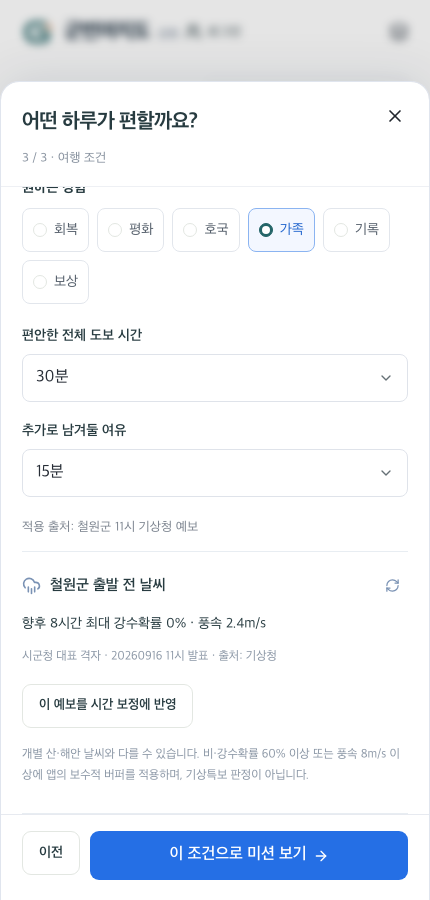 어떤 하루가 편할까요?
3 / 3 · 여행 조건
원하는 경험
회복
평화
호국
가족
기록
보상
편안한 전체 도보 시간
30분
추가로 남겨둘 여유
15분
적용 출처: 철원군 11시 기상청 예보
철원군 출발 전 날씨
향후 8시간 최대 강수확률 0% · 풍속 2.4m/s
시군청 대표 격자 · 20260916 11시 발표 · 출처: 기상청
이 예보를 시간 보정에 반영
개별 산·해안 날씨와 다를 수 있습니다. 비·강수확률 60% 이상 또는 풍속 8m/s 이
상에 앱의 보수적 버퍼를 적용하며, 기상특보 판정이 아닙니다.
이전
이 조건으로 미션 보기 →